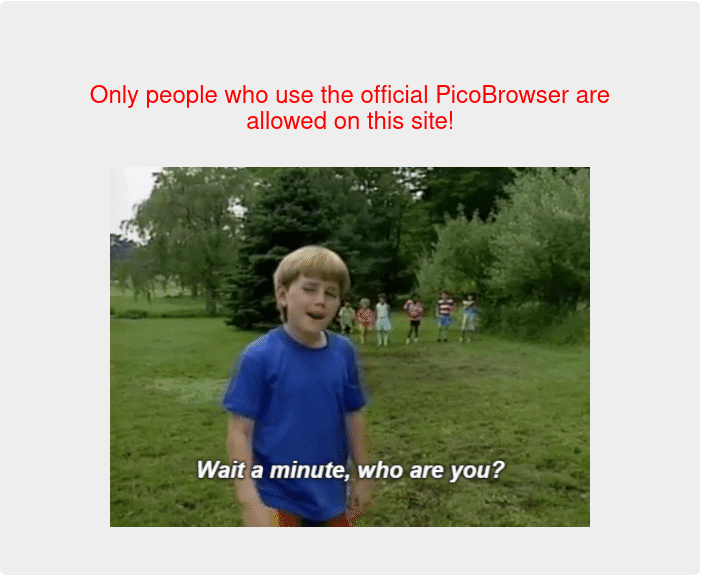 Only people who use the official PicoBrowser are
allowed on this site!
Wait a minute, who are you?